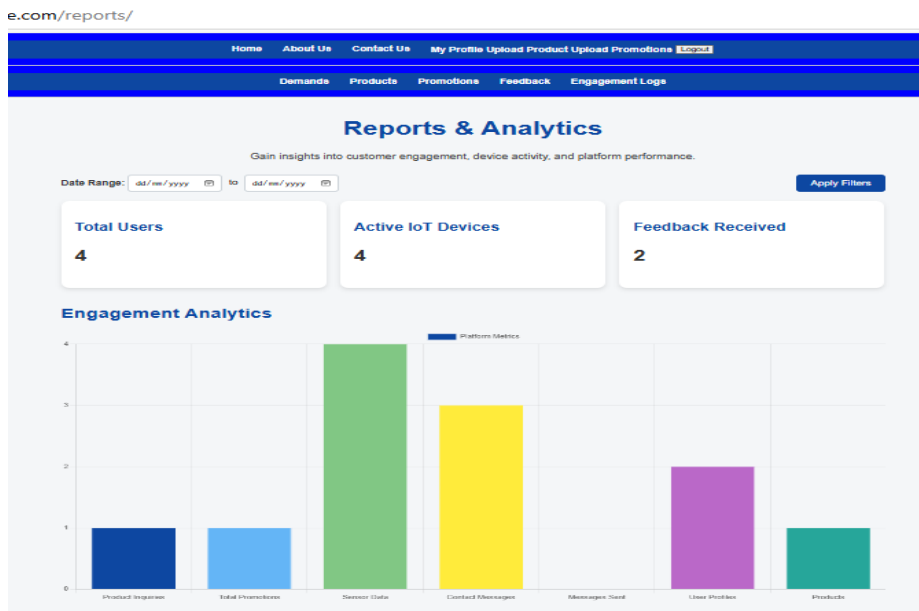 e.com/reports/
Home About Us Contact Us My Profile Upload Product Upload Promotions Logout
Demands Products Promotions Feedback Engagement Logs
Reports & Analytics
Gain insights into customer engagement, device activity, and platform performance.
Date Range: dd/mm/yyyy to dd/mm/yyyy Apply Filters
Total Users Active IoT Devices Feedback Received
4 4 2
Engagement Analytics
Platform Metrics
4
3
2
1
0
Product Inquiries Total Promotions Sensor Data Contact Messages Messages Sent User Profiles Products